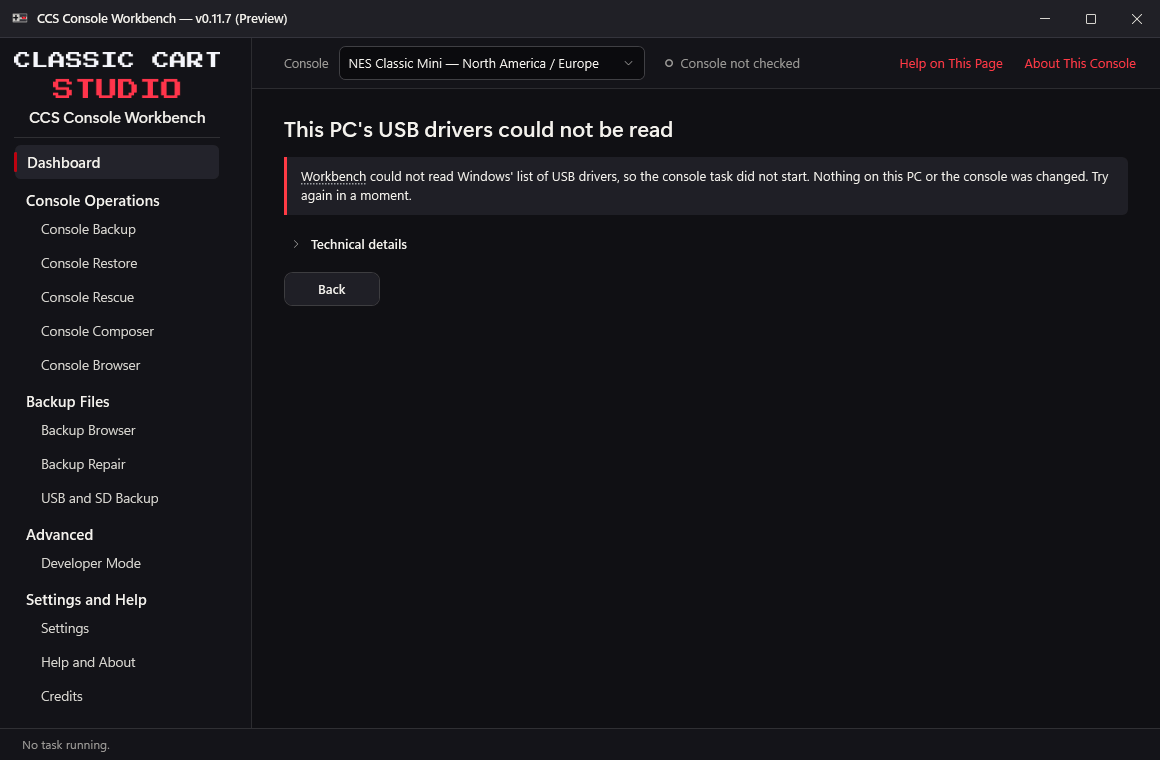 CCS Console Workbench — v0.11.7 (Preview)
CLASSIC CART
STUDIO
CCS Console Workbench
Dashboard
Console Operations
Console Backup
Console Restore
Console Rescue
Console Composer
Console Browser
Backup Files
Backup Browser
Backup Repair
USB and SD Backup
Advanced
Developer Mode
Settings and Help
Settings
Help and About
Credits
Console
NES Classic Mini — North America / Europe
Console not checked
Help on This Page
About This Console
This PC's USB drivers could not be read
Workbench could not read Windows' list of USB drivers, so the console task did not start. Nothing on this PC or the console was changed. Try
again in a moment.
Technical details
Back
No task running.